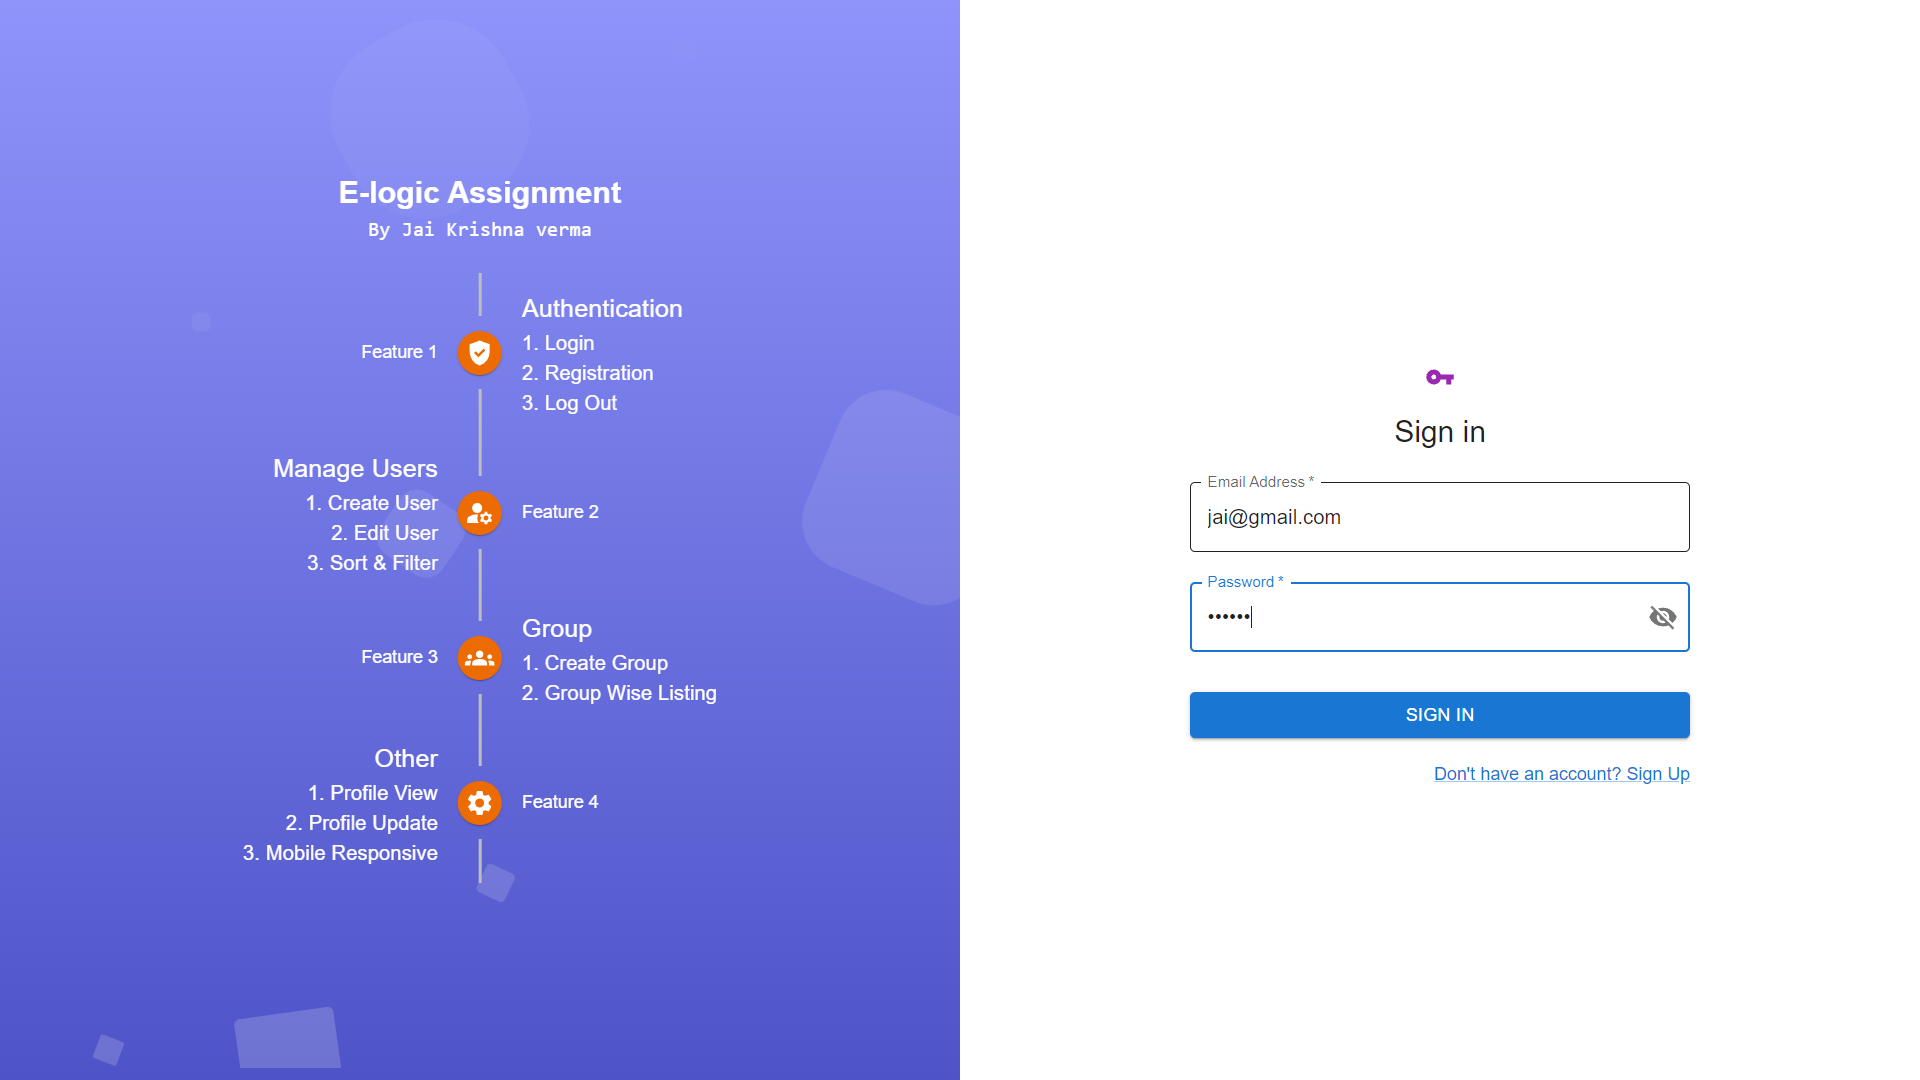 E-logic Assignment
By Jai Krishna verma
Feature 1
Authentication
1. Login
2. Registration
3. Log Out
Manage Users
1. Create User
2. Edit User
3. Sort & Filter
Feature 2
Feature 3
Group
1. Create Group
2. Group Wise Listing
Other
1. Profile View
2. Profile Update
3. Mobile Responsive
Feature 4
Sign in
Email Address *
jai@gmail.com
Password *
••••••
SIGN IN
Don't have an account? Sign Up